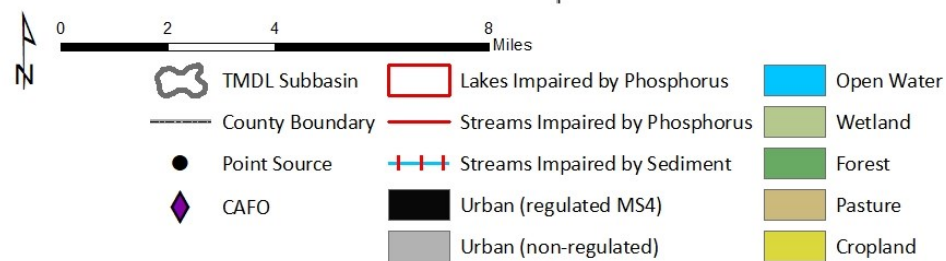 0 2 4 8
Miles
N
TMDL Subbasin
County Boundary
Point Source
CAFO
Lakes Impaired by Phosphorus
Streams Impaired by Phosphorus
Streams Impaired by Sediment
Urban (regulated MS4)
Urban (non-regulated)
Open Water
Wetland
Forest
Pasture
Cropland